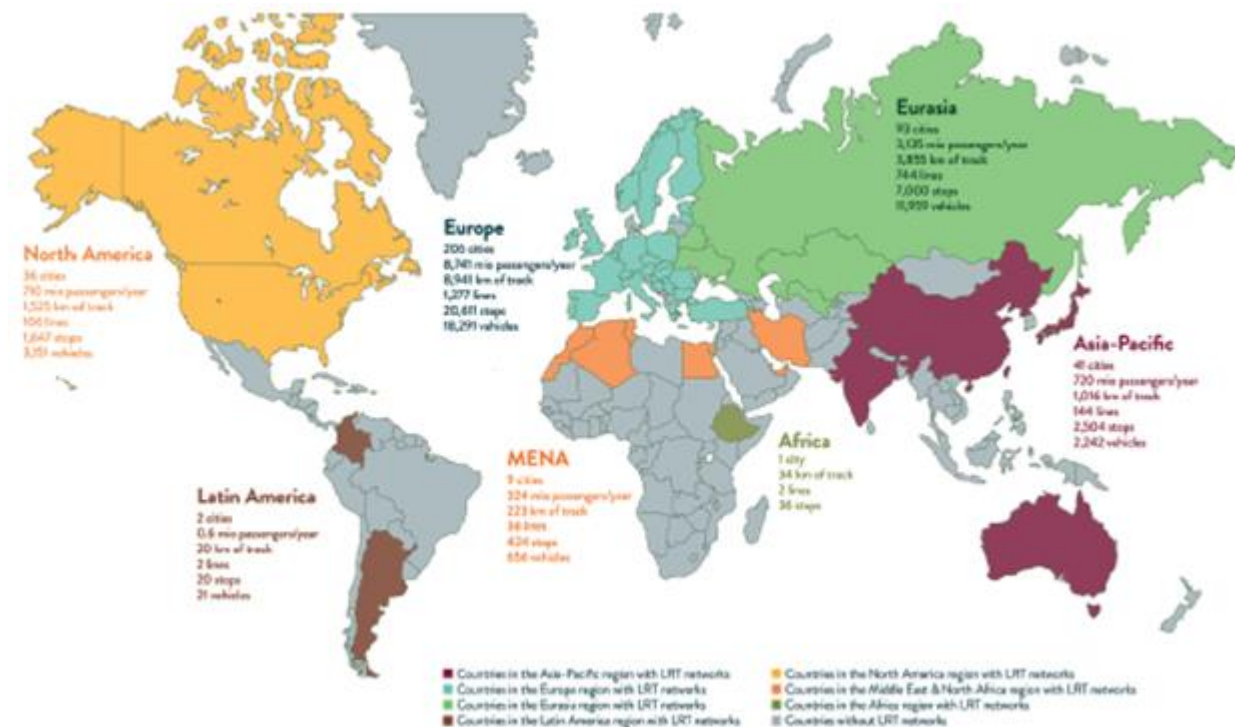 Eurasia
93 cities
3,135 mio passengers/year
3,855 km of track
744 lines
7,000 stops
11,959 vehicles
Europe
206 cities
8,741 mio passengers/year
8,941 km of track
1,277 lines
20,611 stops
18,291 vehicles
North America
36 cities
710 mio passengers/year
1,525 km of track
106 lines
1,647 stops
3,151 vehicles
Asia-Pacific
41 cities
720 mio passengers/year
1,016 km of track
144 lines
2,504 stops
2,242 vehicles
Africa
1 city
34 km of track
2 lines
36 stops
MENA
9 cities
324 mio passengers/year
223 km of track
36 lines
424 stops
656 vehicles
Latin America
2 cities
0.6 mio passengers/year
20 km of track
2 lines
20 stops
21 vehicles
Countries in the Asia-Pacific region with LRT networks
Countries in the Europe region with LRT networks
Countries in the Eurasia region with LRT networks
Countries in the Latin America region with LRT networks
Countries in the North America region with LRT networks
Countries in the Middle East & North Africa region with LRT networks
Countries in the Africa region with LRT networks
Countries without LRT networks